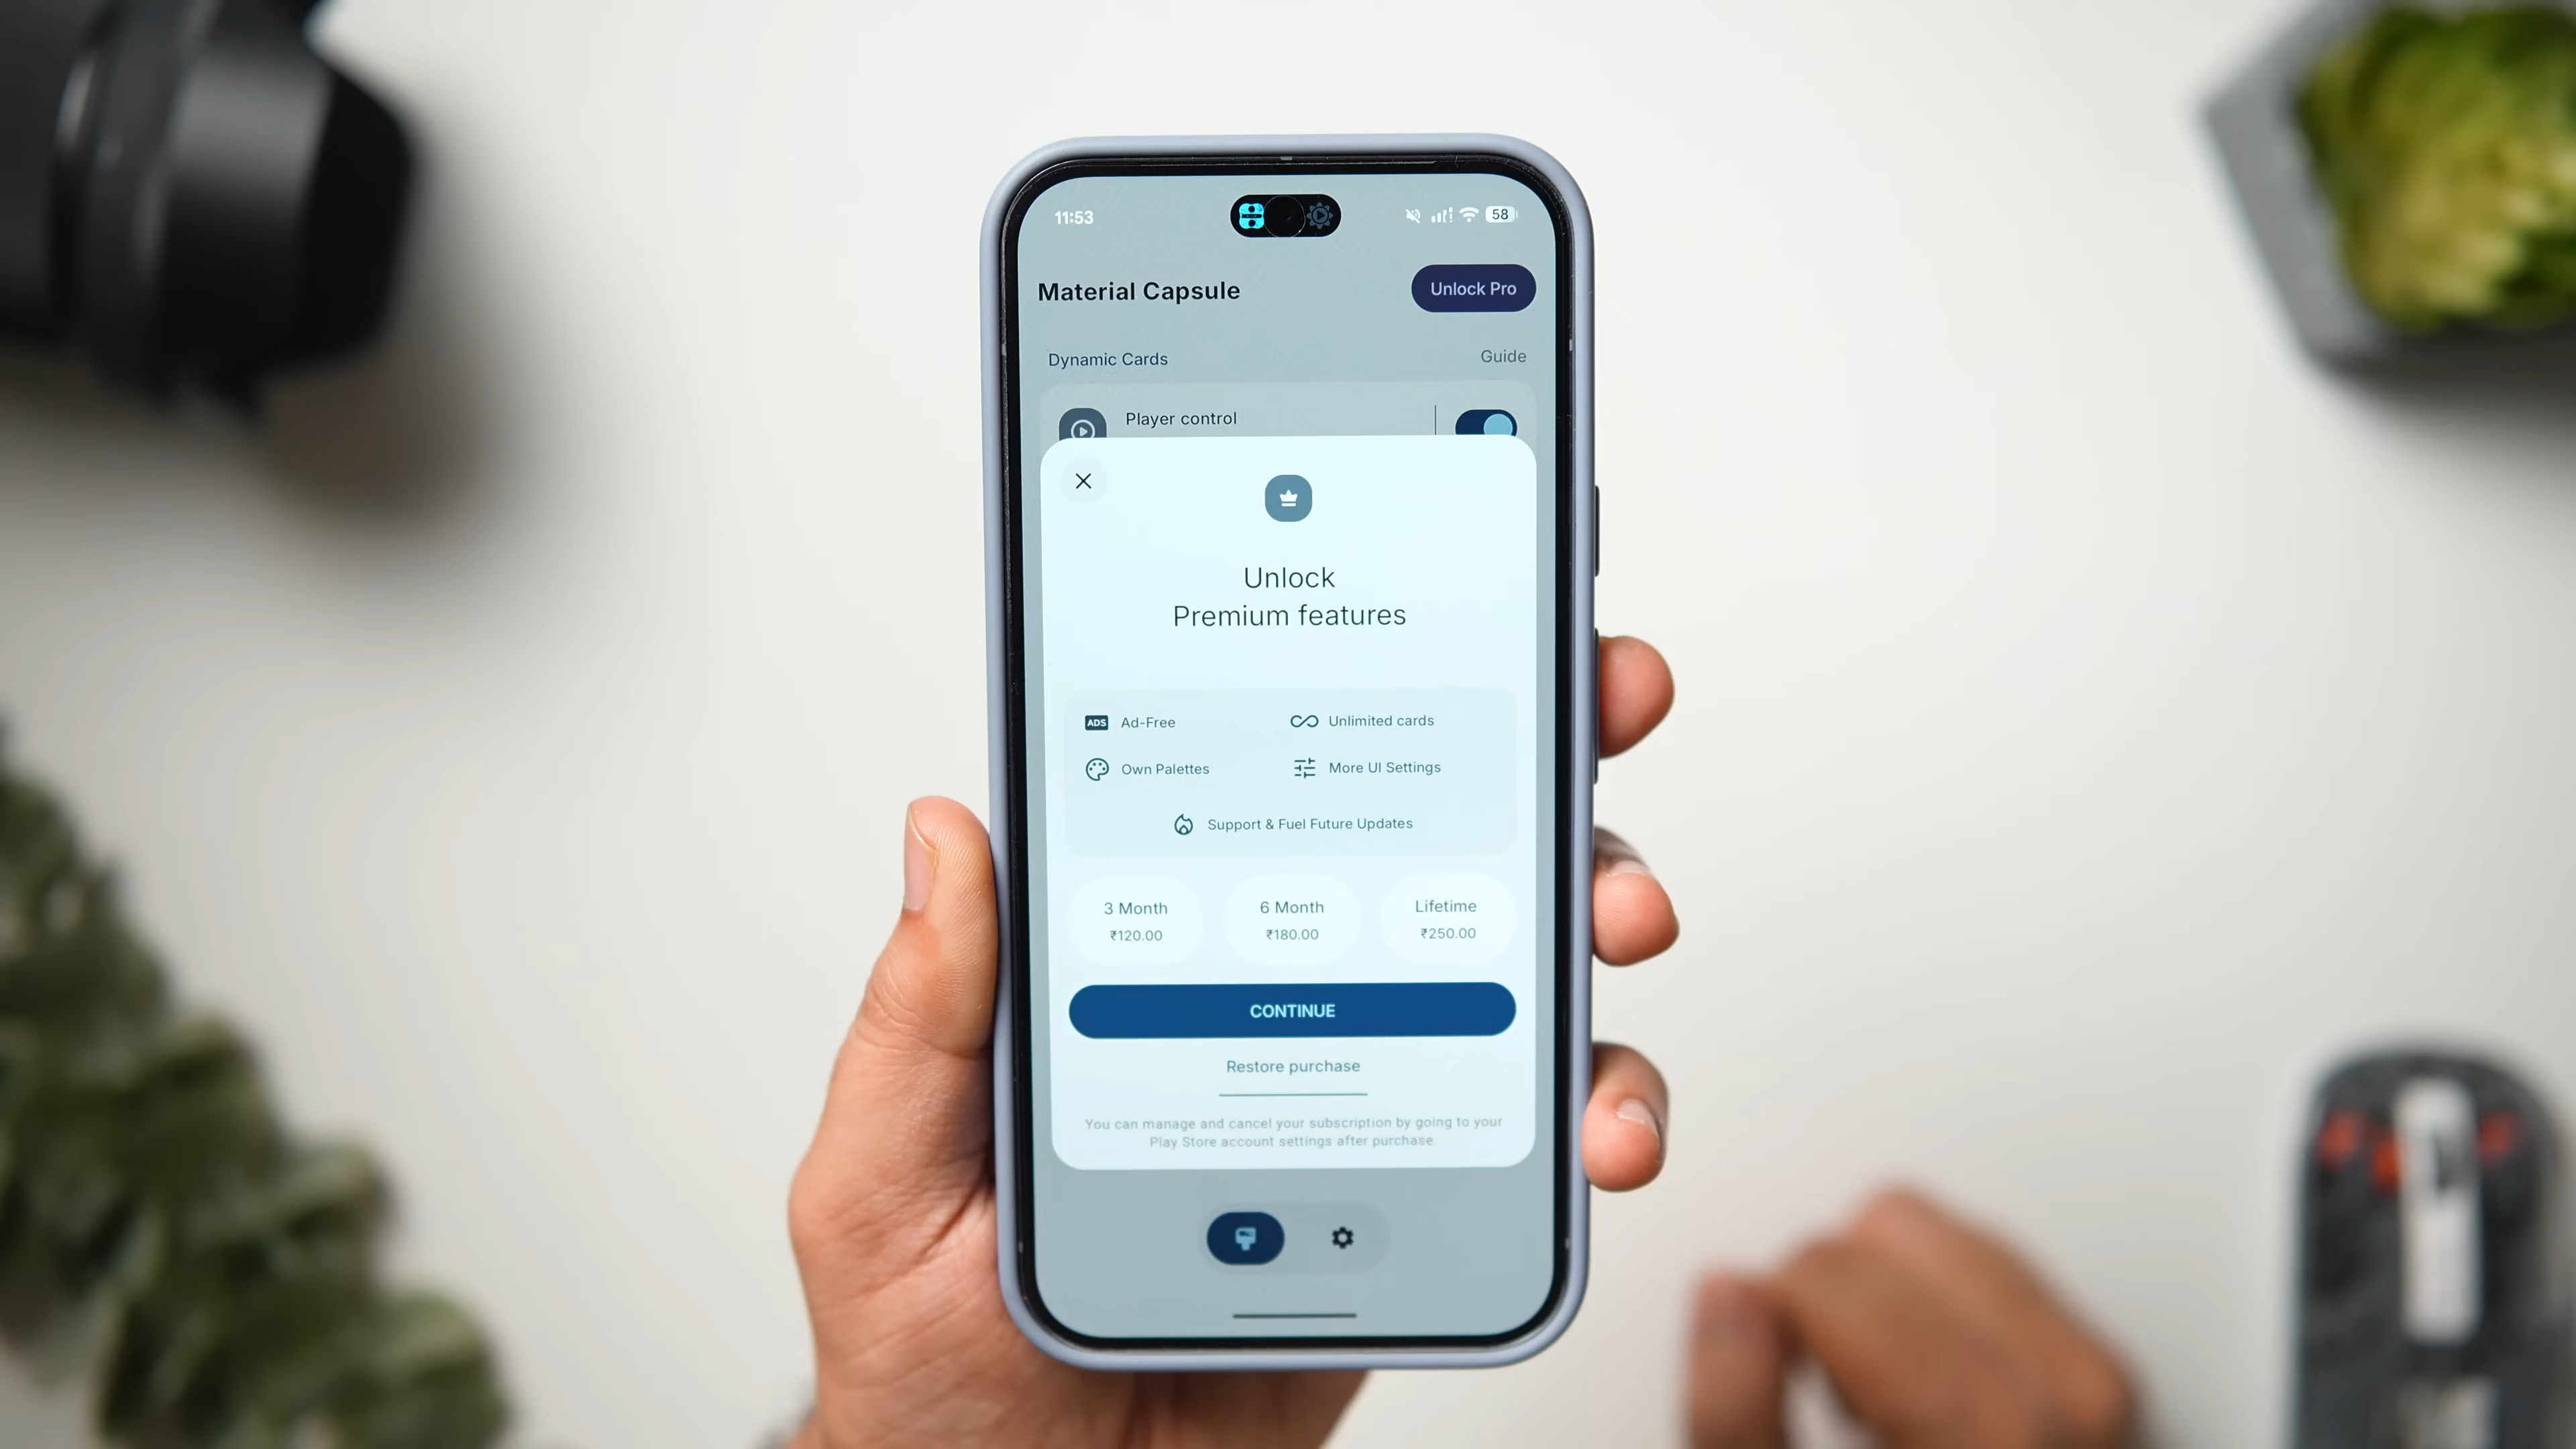 11:53
58
Material Capsule
Unlock Pro
Dynamic Cards
Guide
Player control
Unlock
Premium features
ADS Ad-Free
Unlimited cards
Own Palettes
More UI Settings
Support & Fuel Future Updates
3 Month
6 Month
Lifetime
₹120.00
₹180.00
₹250.00
CONTINUE
Restore purchase
You can manage and cancel your subscription by going to your
Play Store account settings after purchase.